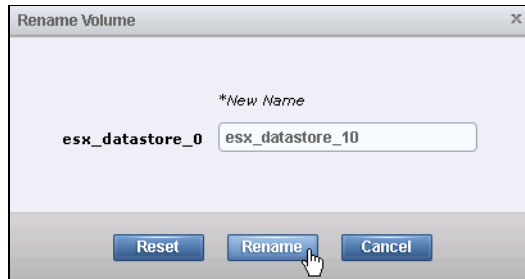 Rename Volume x
*New Name
esx_datastore_0 esx_datastore_10
Reset Rename Cancel